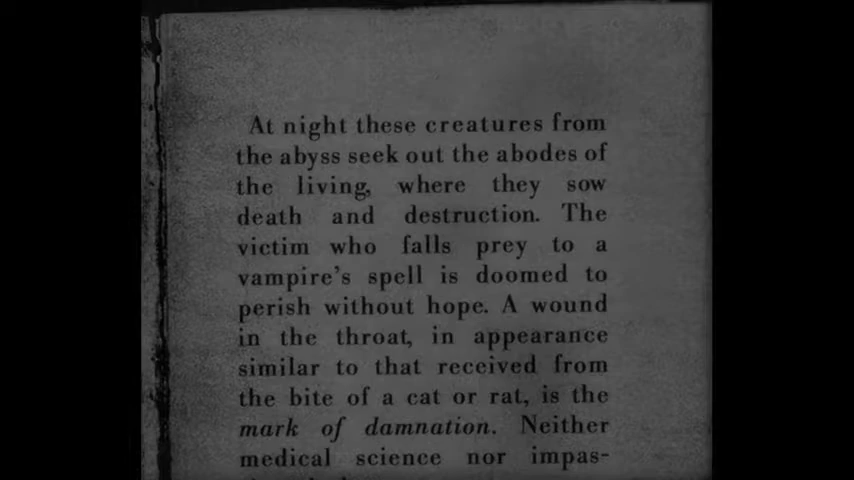 At night these creatures from
the abyss seek out the abodes of
the living, where they sow
death and destruction. The
victim who falls prey to a
vampire's spell is doomed to
perish without hope. A wound
in the throat, in appearance
similar to that received from
the bite of a cat or rat, is the
mark of damnation. Neither
medical science nor impas-